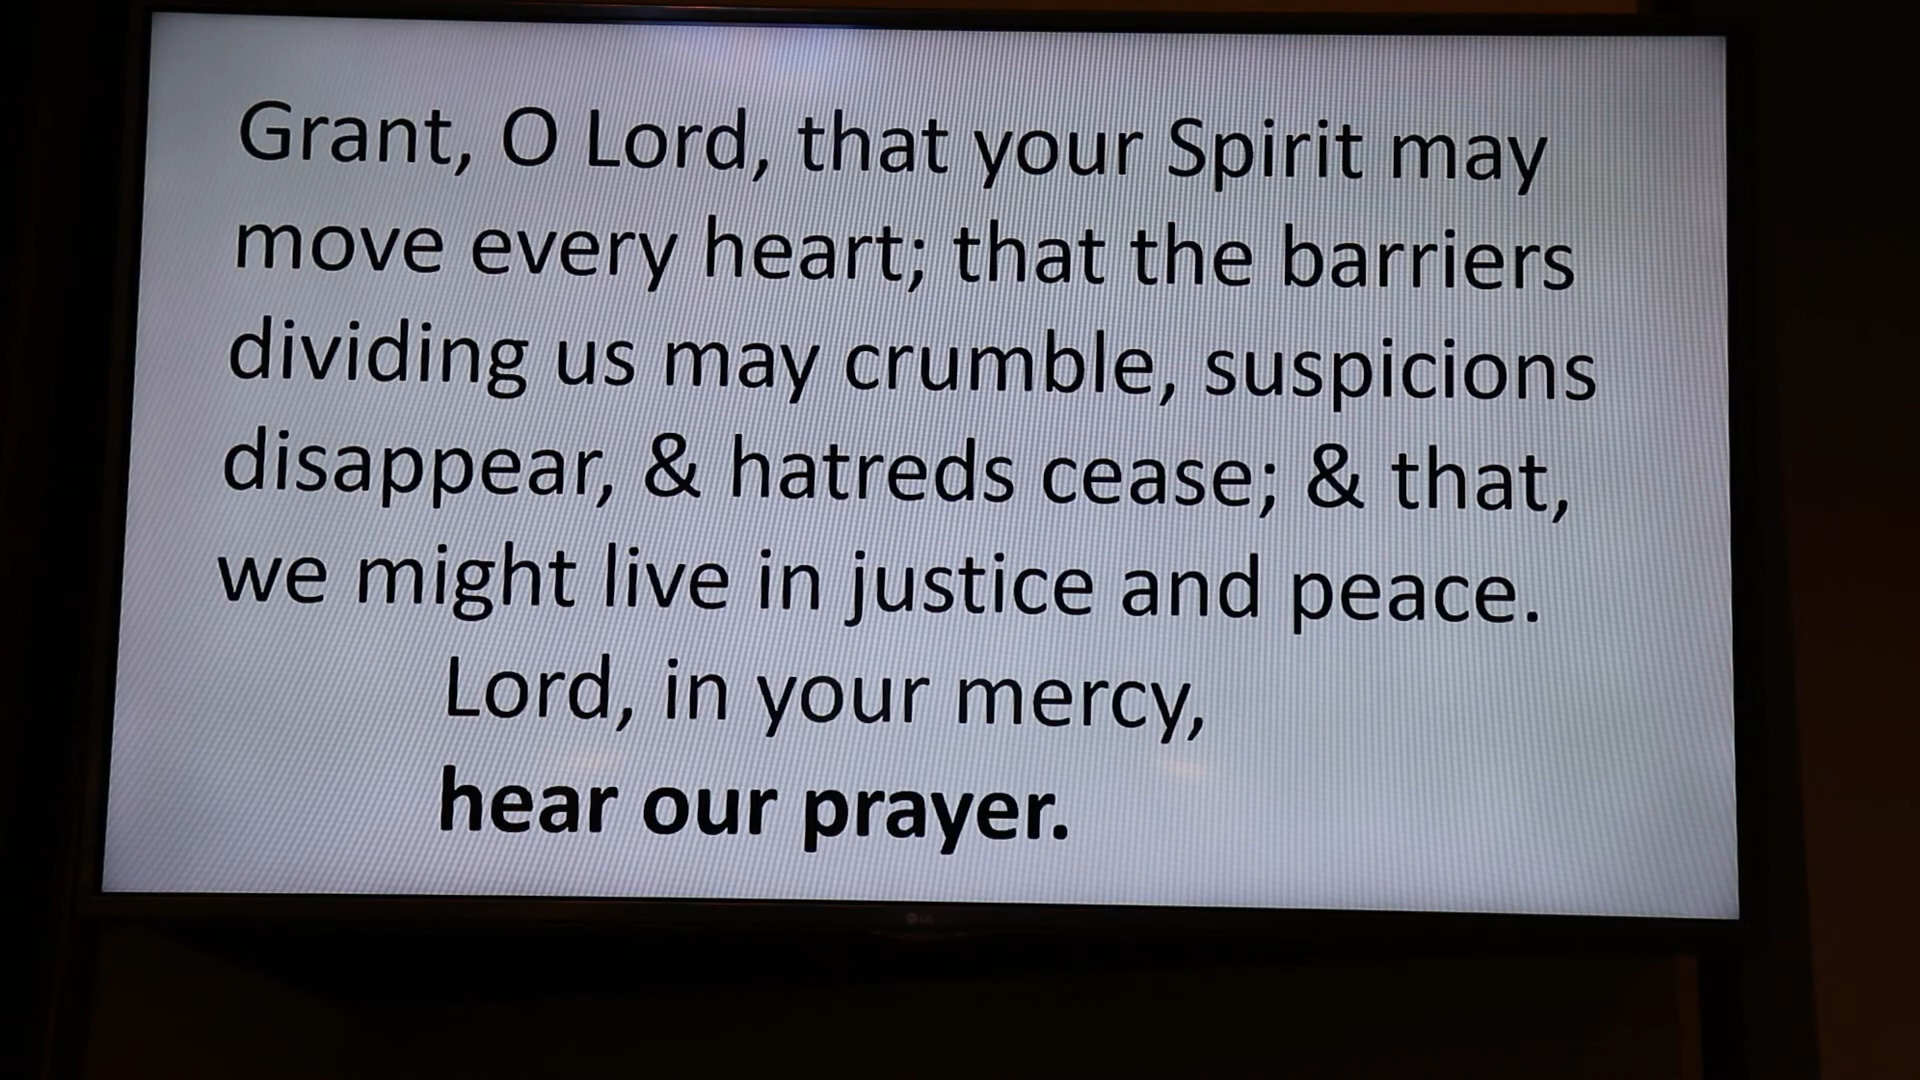 Grant, O Lord, that your Spirit may
move every heart; that the barriers
dividing us may crumble, suspicions
disappear, & hatreds cease; & that,
we might live in justice and peace.
Lord, in your mercy,
hear our prayer.
LG